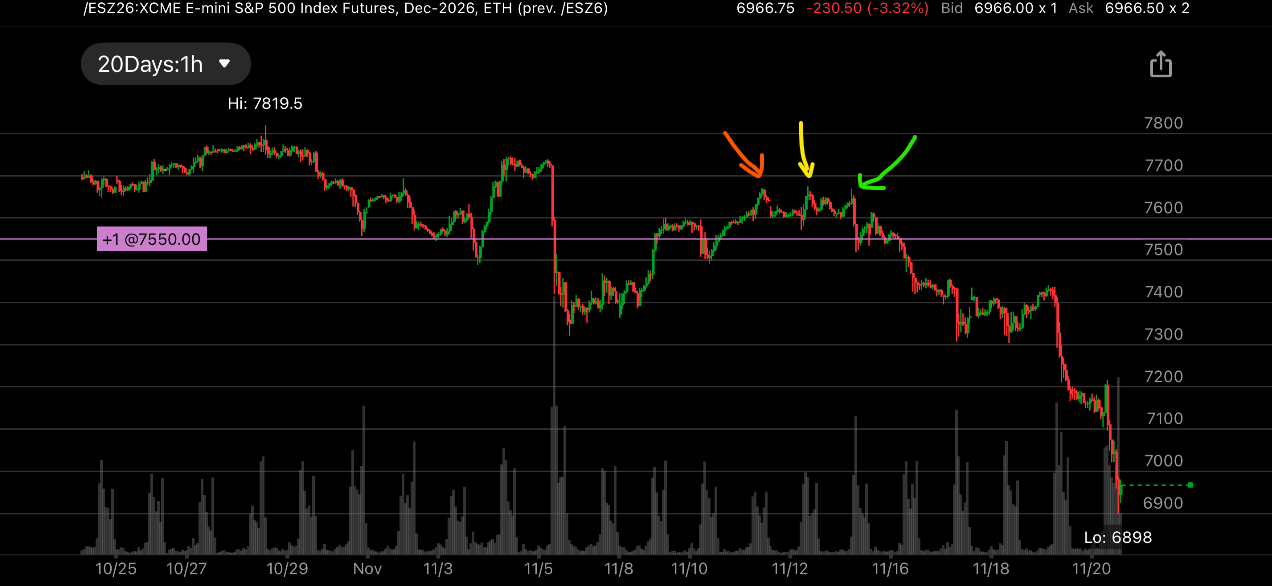 /ESZ26:XCME E-mini S&P 500 Index Futures, Dec-2026, ETH (prev. /ESZ6) 6966.75 -230.50 (-3.32%) Bid 6966.00 x 1 Ask 6966.50 x 2
20Days:1h
Hi: 7819.5
7800
7700
7600
+1 @7550.00
7500
7400
7300
7200
7100
7000
6900
Lo: 6898
10/25 10/27 10/29 Nov 11/3 11/5 11/8 11/10 11/12 11/16 11/18 11/20